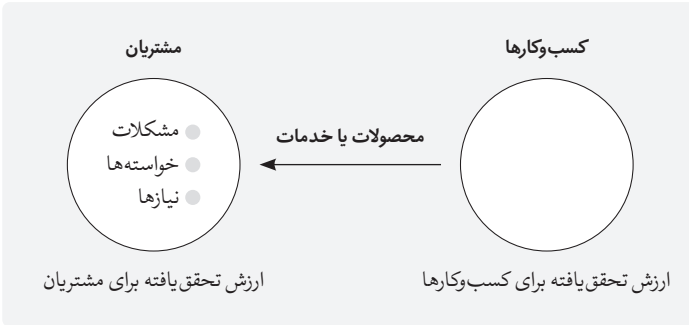 کسب‌وکارها
مشتریان
محصولات یا خدمات
مشکلات
خواسته‌ها
نیازها
ارزش تحقق‌یافته برای کسب‌وکارها
ارزش تحقق‌یافته برای مشتریان